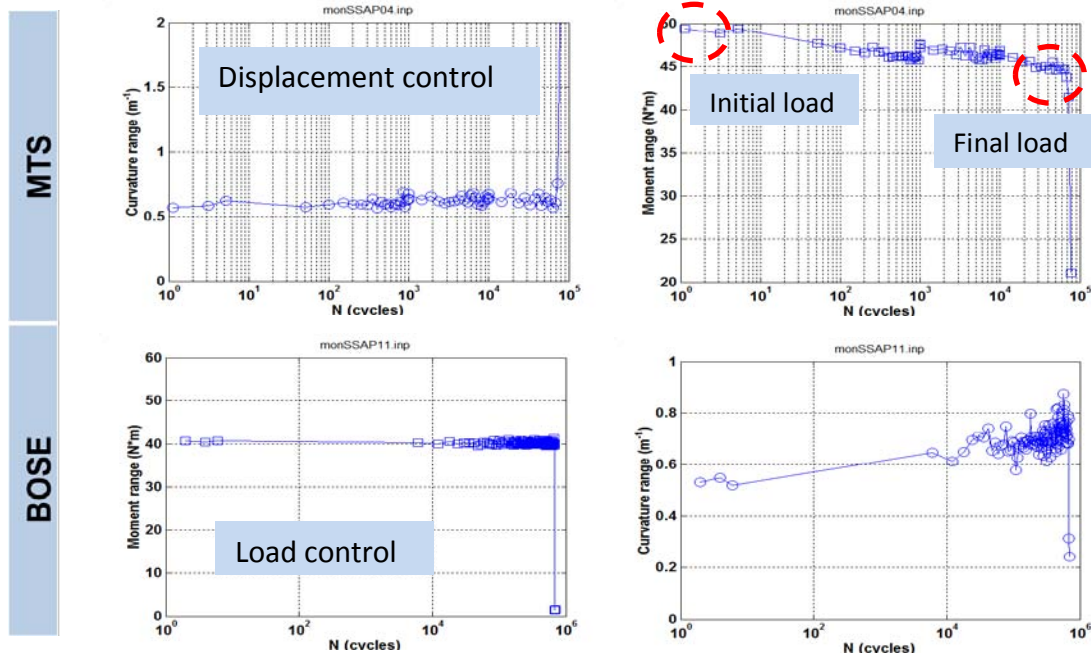 MTS
monSSAP04.inp
Displacement control
Curvature range (m⁻¹)
2
1.5
1
0.5
0
10⁰
10¹
10²
10³
10⁴
10⁵
N (cycles)
monSSAP04.inp
Initial load
Final load
Moment range (N*m)
50
45
40
35
30
25
20
10⁰
10¹
10²
10³
10⁴
10⁵
N (cycles)
BOSE
monSSAP11.inp
Load control
Moment range (N*m)
60
50
40
30
20
10
0
10⁰
10²
10⁴
10⁶
N (cycles)
monSSAP11.inp
Curvature range (m⁻¹)
1
0.8
0.6
0.4
0.2
0
10⁰
10²
10⁴
10⁶
N (cycles)